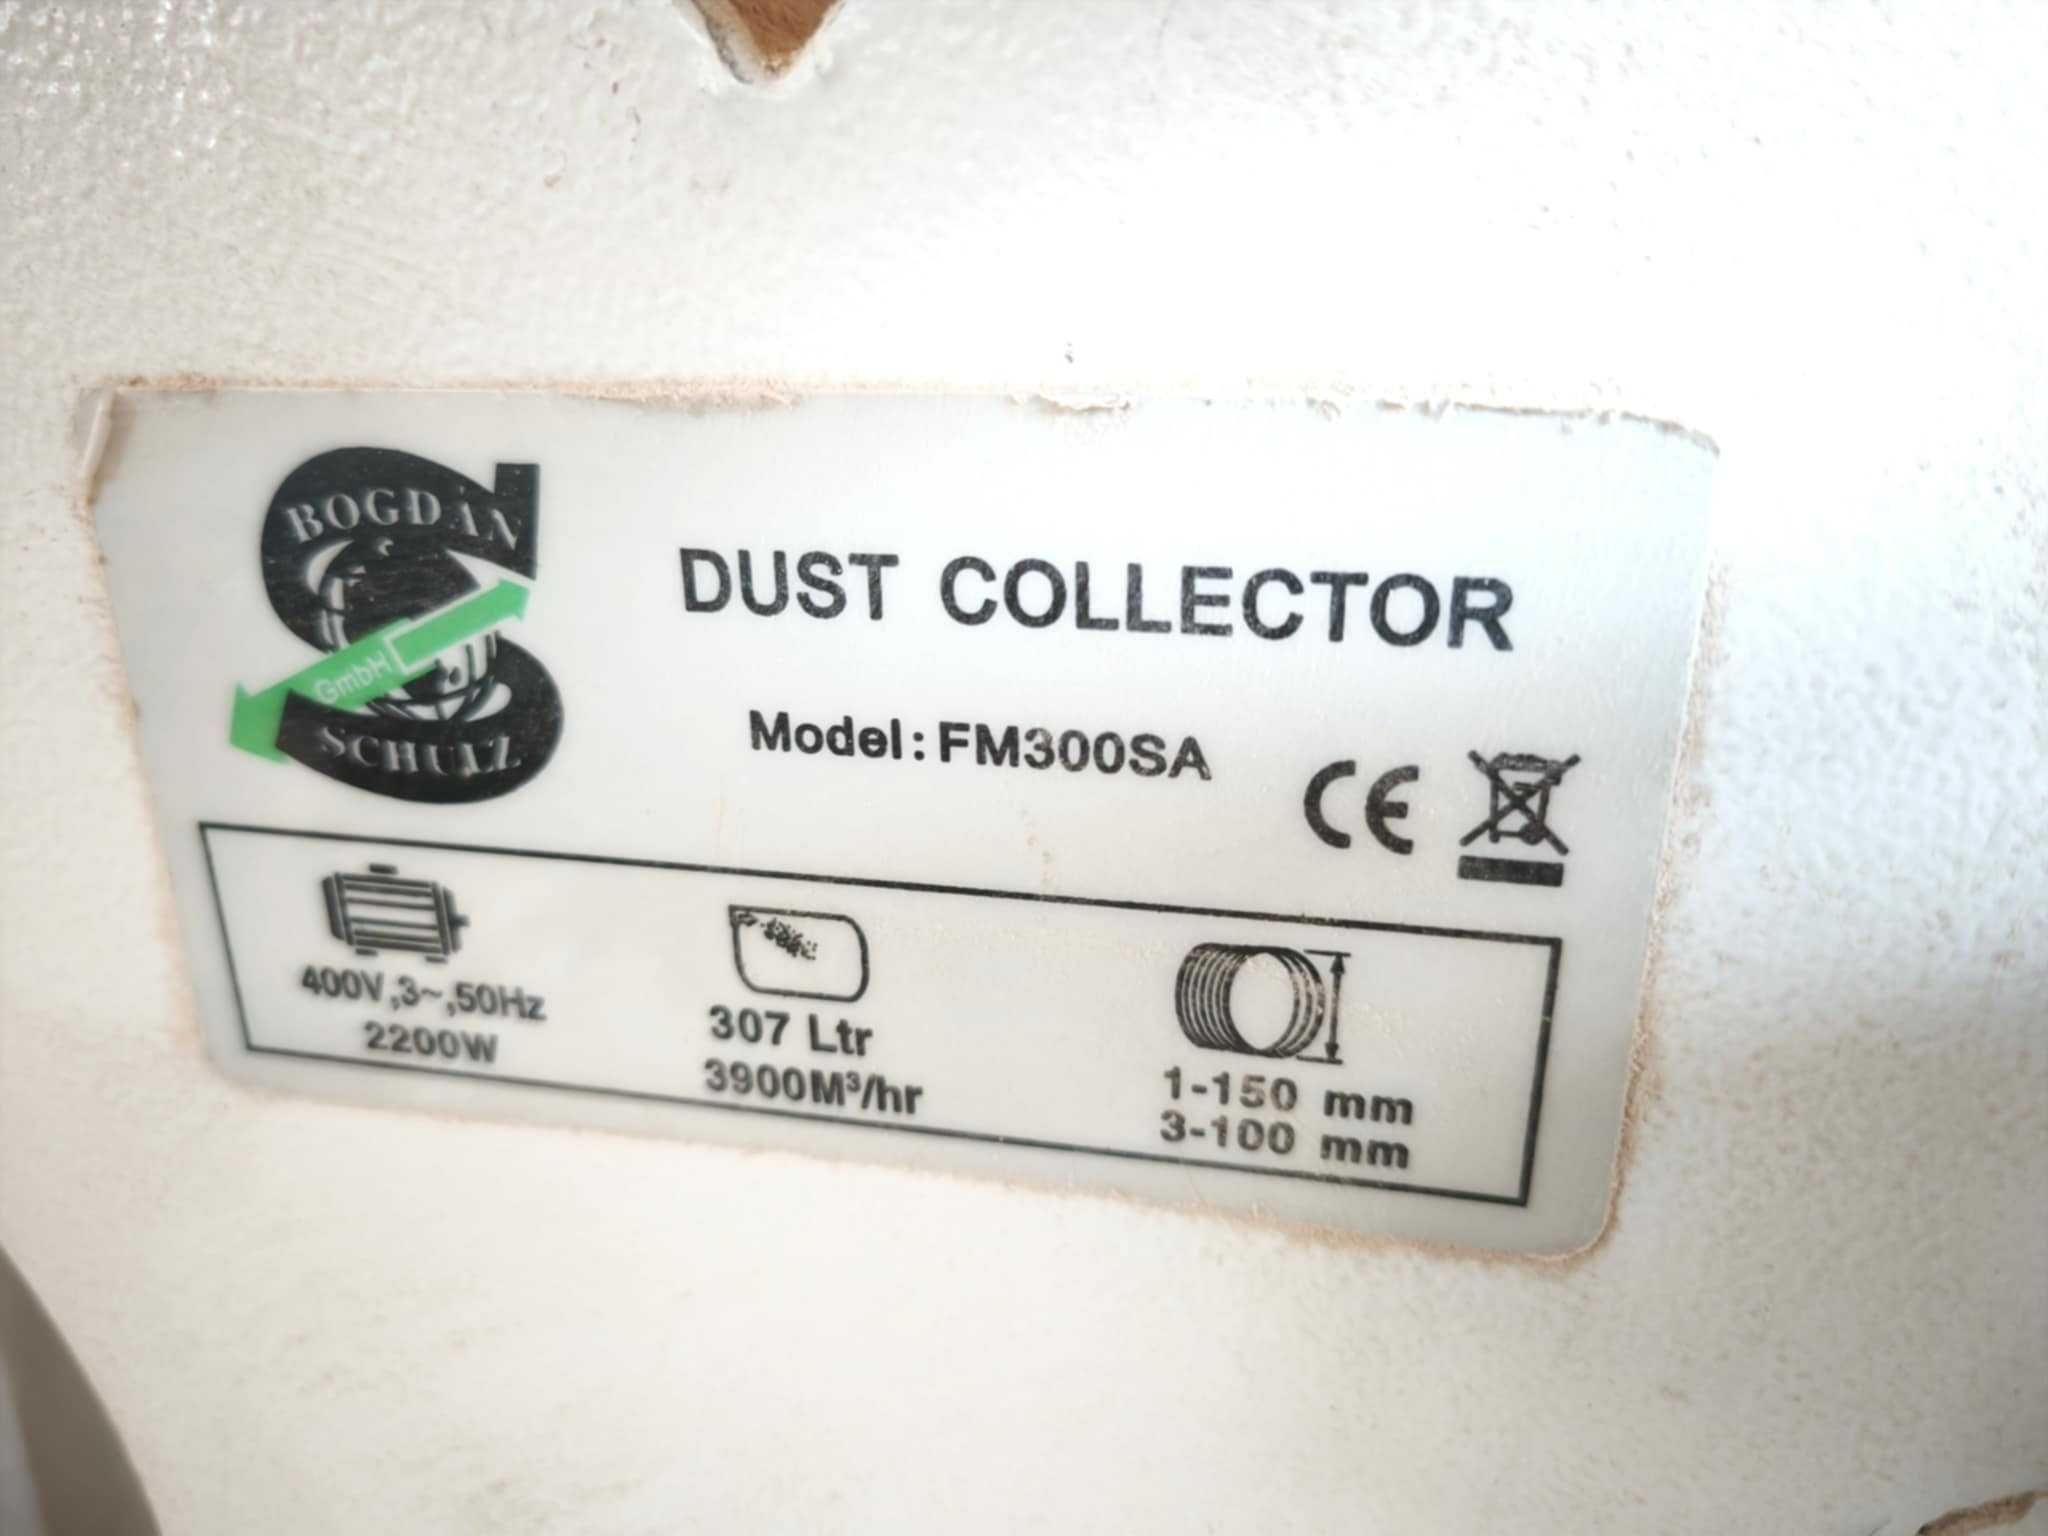 BOGDAN
GmbH
SCHULZ
DUST COLLECTOR
Model: FM300SA
CE
400V,3~,50Hz
2200W
307 Ltr
3900M³/hr
1-150 mm
3-100 mm